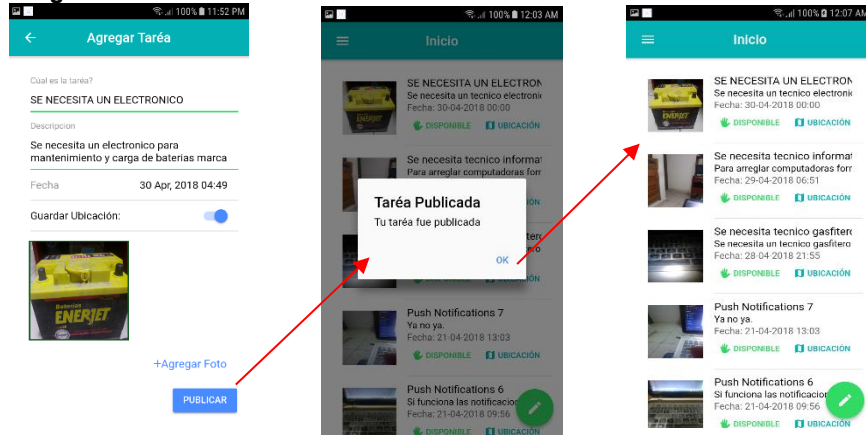 100% 11:52 PM
Agregar Taréa
Cúal es la taréa?
SE NECESITA UN ELECTRONICO
Descripcion
Se necesita un electronico para
mantenimiento y carga de baterias marca
Fecha 30 Apr, 2018 04:49
Guardar Ubicación:
Baterías
ENERJET
+Agregar Foto
PUBLICAR
100% 12:03 AM
Inicio
SE NECESITA UN ELECTRON
Se necesita un tecnico electronic
Fecha: 30-04-2018 00:00
DISPONIBLE UBICACIÓN
Se necesita tecnico informat
Para arreglar computadoras forr
Taréa Publicada
Tu taréa fue publicada
OK
Push Notifications 7
Ya no ya.
Fecha: 21-04-2018 13:03
DISPONIBLE UBICACIÓN
Push Notifications 6
Si funciona las notificacion
Fecha: 21-04-2018 09:56
DISPONIBLE UBICACIÓN
100% 12:07 AM
Inicio
SE NECESITA UN ELECTRON
Se necesita un tecnico electronic
Fecha: 30-04-2018 00:00
DISPONIBLE UBICACIÓN
Se necesita tecnico informat
Para arreglar computadoras forr
Fecha: 29-04-2018 06:51
DISPONIBLE UBICACIÓN
Se necesita tecnico gasfiterc
Se necesita un tecnico gasfitero
Fecha: 28-04-2018 21:55
DISPONIBLE UBICACIÓN
Push Notifications 7
Ya no ya.
Fecha: 21-04-2018 13:03
DISPONIBLE UBICACIÓN
Push Notifications 6
Si funciona las notificacion
Fecha: 21-04-2018 09:56
DISPONIBLE UBICACIÓN